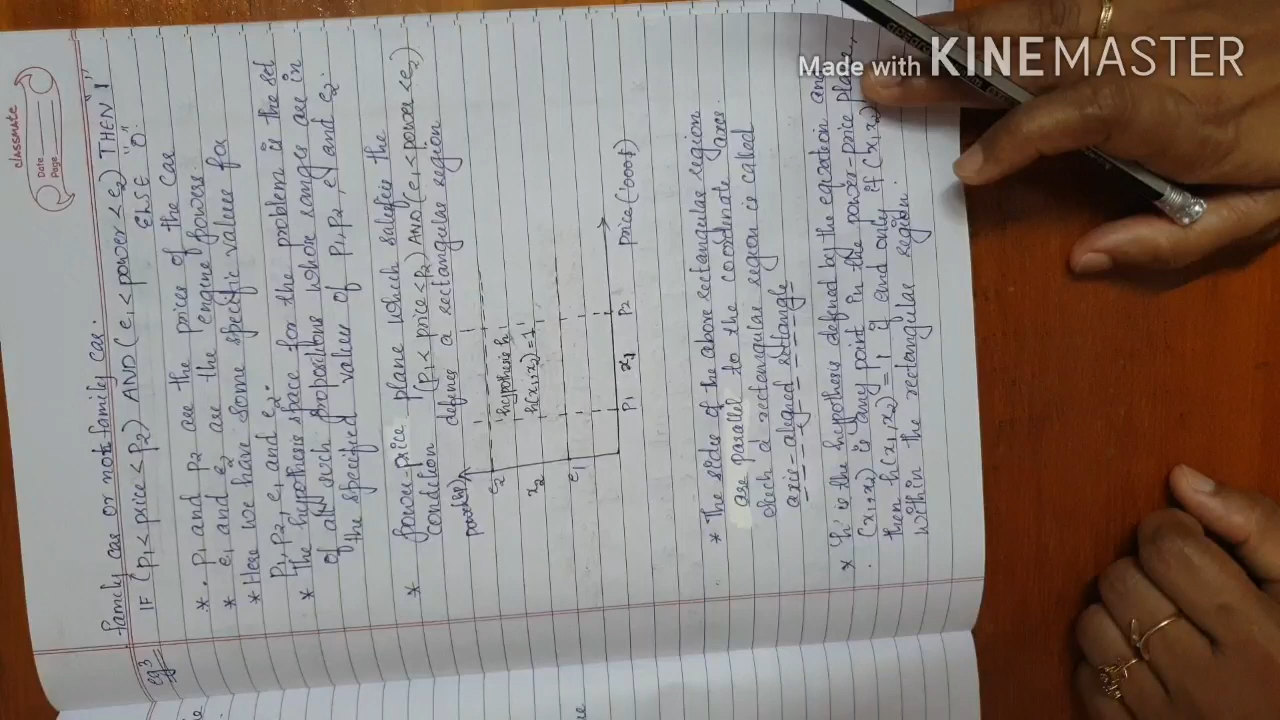 classmate
Date
Page
family car or not family car.
eg 3
IF (P1 < price < P2) AND (e1 < power < e2) THEN 1
ELSE "0".
* P1 and P2 are the prices of the car
* e1 and e2 are the engine powers.
* Here we have some specific values for
P1, P2, e1 and e2.
* The hypothesis space for the problem is the set
of all such propositions whose ranges are in
the specified values of P1, P2, e1 and e2.
* power-price plane which satisfies the
condition (P1 < price < P2) AND (e1 < power < e2)
defines a rectangular region
power(w)
e2
hypothesis h
h(x1,x2)=1
x2
e1
P1 x1 P2 price('000₹)
* The sides of the above rectangular region
are parallel to the coordinate axes.
such a rectangular region is called
axis-aligned rectangle
* 'h' is the hypothesis defined by the equation and
(x1,x2) is any point in the power-price plane,
then h(x1,x2)=1 if and only if (x1,x2)
within the rectangular region.
Made with KINEMASTER
apsara